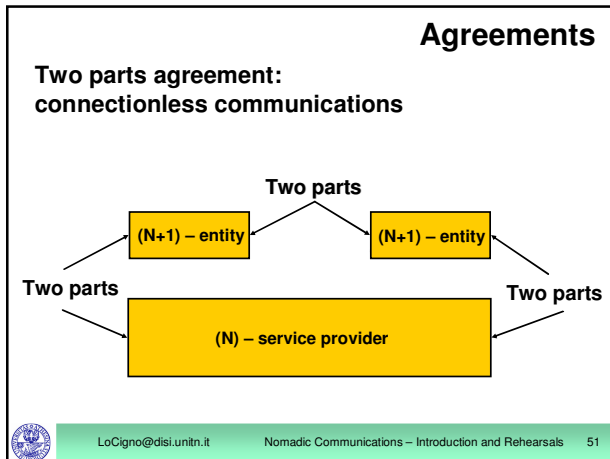 Agreements
Two parts agreement:
connectionless communications
Two parts
(N+1) – entity
(N+1) – entity
Two parts
Two parts
(N) – service provider
LoCigno@disi.unitn.it Nomadic Communications – Introduction and Rehearsals 51